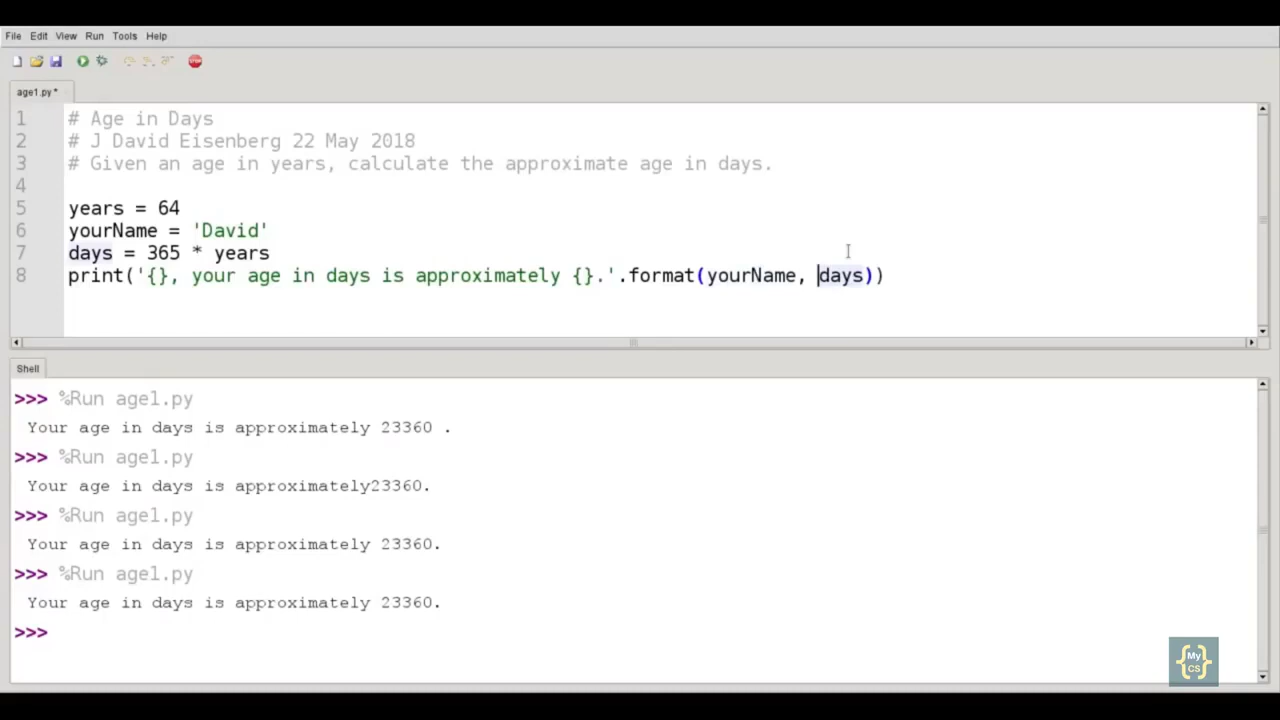 File Edit View Run Tools Help
STOP
age1.py *
1 # Age in Days
2 # J David Eisenberg 22 May 2018
3 # Given an age in years, calculate the approximate age in days.
4
5 years = 64
6 yourName = 'David'
7 days = 365 * years
8 print('{}, your age in days is approximately {}.'.format(yourName, days))
Shell
>>> %Run age1.py
Your age in days is approximately 23360 .
>>> %Run age1.py
Your age in days is approximately23360.
>>> %Run age1.py
Your age in days is approximately 23360.
>>> %Run age1.py
Your age in days is approximately 23360.
>>>
{My
CS}